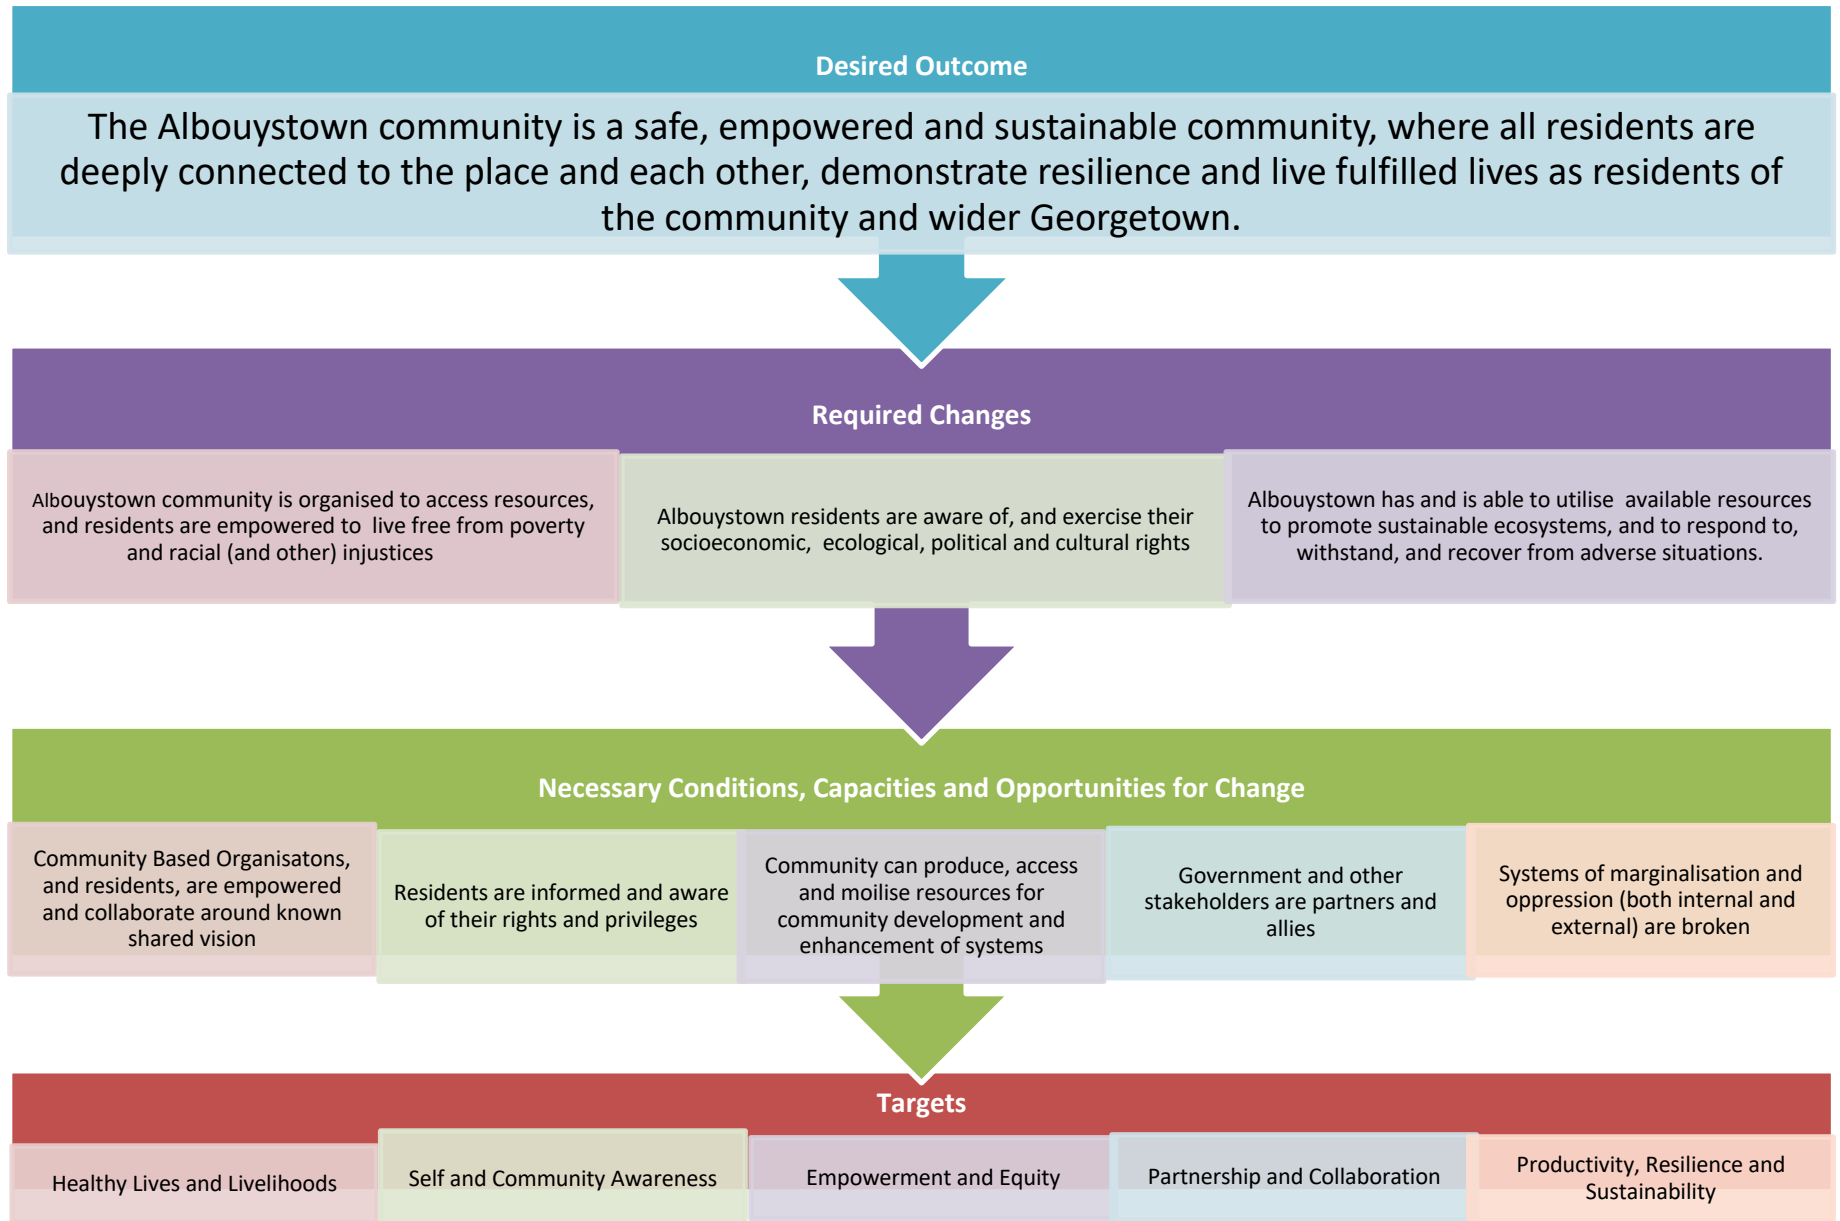 Desired Outcome
The Albouystown community is a safe, empowered and sustainable community, where all residents are
deeply connected to the place and each other, demonstrate resilience and live fulfilled lives as residents of
the community and wider Georgetown.
Required Changes
Albouystown community is organised to access resources,
and residents are empowered to live free from poverty
and racial (and other) injustices
Albouystown residents are aware of, and exercise their
socioeconomic, ecological, political and cultural rights
Albouystown has and is able to utilise available resources
to promote sustainable ecosystems, and to respond to,
withstand, and recover from adverse situations.
Necessary Conditions, Capacities and Opportunities for Change
Community Based Organisatons,
and residents, are empowered
and collaborate around known
shared vision
Residents are informed and aware
of their rights and privileges
Community can produce, access
and moilise resources for
community development and
enhancement of systems
Government and other
stakeholders are partners and
allies
Systems of marginalisation and
oppression (both internal and
external) are broken
Targets
Healthy Lives and Livelihoods
Self and Community Awareness
Empowerment and Equity
Partnership and Collaboration
Productivity, Resilience and
Sustainability